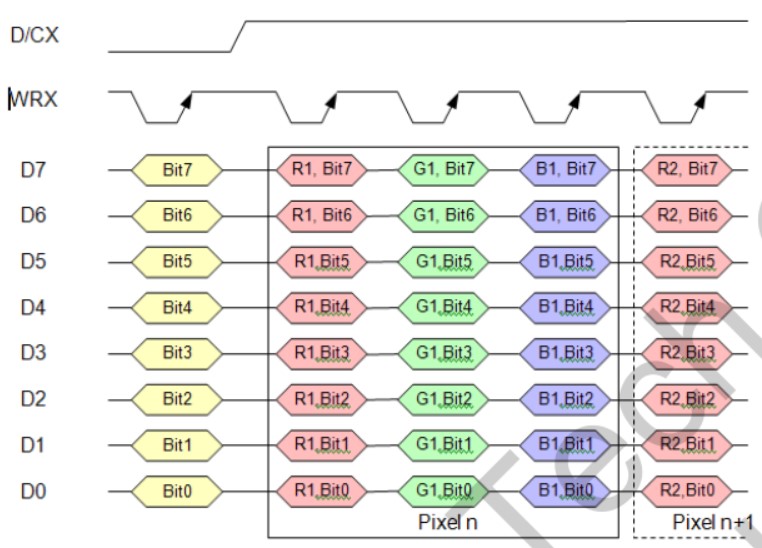 D/CX
WRX
D7 Bit7 R1, Bit7 G1, Bit7 B1, Bit7 R2, Bit7
D6 Bit6 R1, Bit6 G1, Bit6 B1, Bit6 R2, Bit6
D5 Bit5 R1,Bit5 G1,Bit5 B1,Bit5 R2,Bit5
D4 Bit4 R1,Bit4 G1,Bit4 B1,Bit4 R2,Bit4
D3 Bit3 R1,Bit3 G1,Bit3 B1,Bit3 R2,Bit3
D2 Bit2 R1,Bit2 G1,Bit2 B1,Bit2 R2,Bit2
D1 Bit1 R1,Bit1 G1,Bit1 B1,Bit1 R2,Bit1
D0 Bit0 R1,Bit0 G1,Bit0 B1,Bit0 R2,Bit0
Pixel n Pixel n+1
Tech